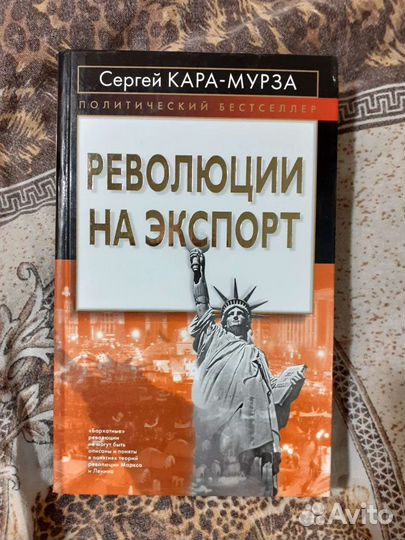 Сергей КАРА-МУРЗА
ПОЛИТИЧЕСКИЙ БЕСТСЕЛЛЕР
РЕВОЛЮЦИИ
НА ЭКСПОРТ
«Бархатные»
революции
не могут быть
описаны и поняты
в понятиях теорий
революции Маркса
и Ленина
Avito